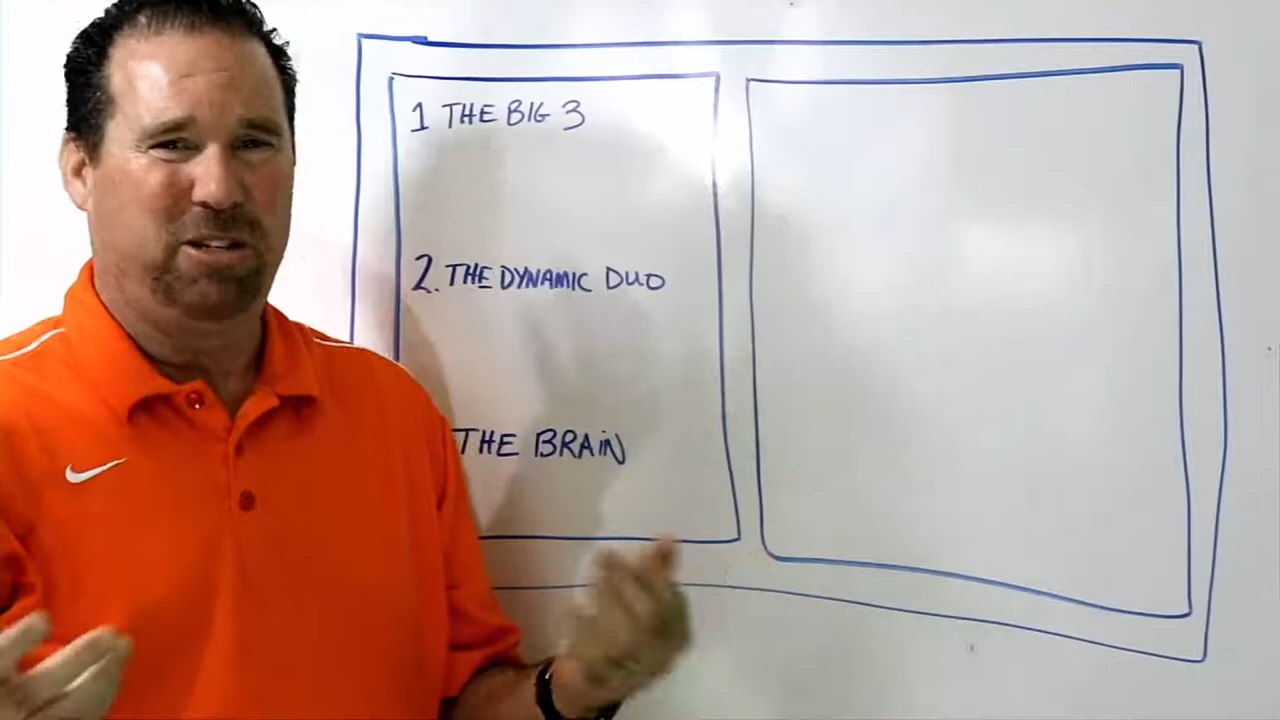 1 THE BIG 3
2. THE DYNAMIC DUO
THE BRAiN